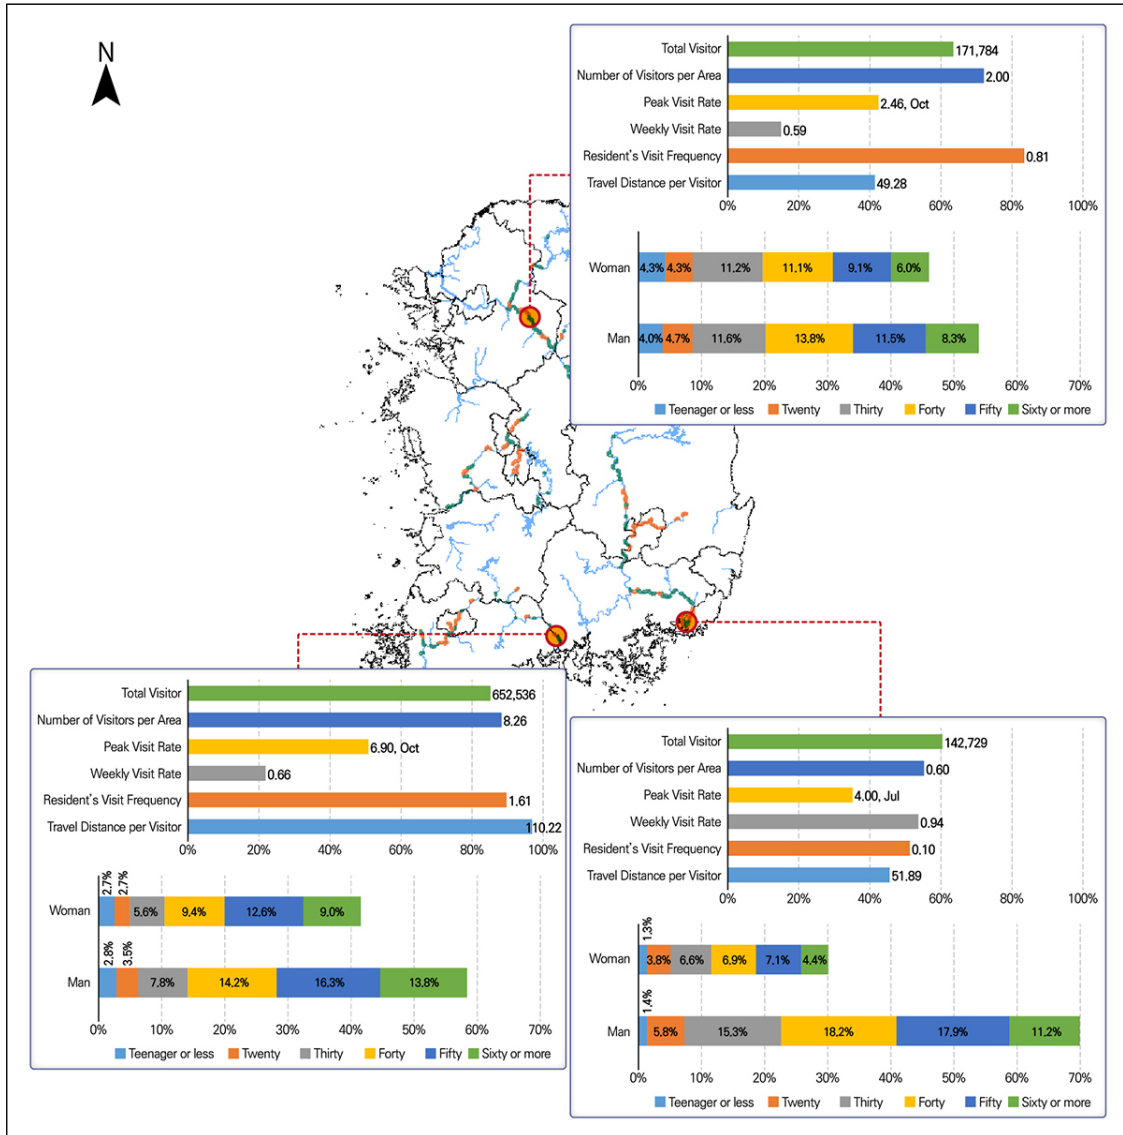 N
Total Visitor 171,784
Number of Visitors per Area 2.00
Peak Visit Rate 2.46, Oct
Weekly Visit Rate 0.59
Resident's Visit Frequency 0.81
Travel Distance per Visitor 49.28
0% 20% 40% 60% 80% 100%
Woman 4.3% 4.3% 11.2% 11.1% 9.1% 6.0%
Man 4.0% 4.7% 11.6% 13.8% 11.5% 8.3%
0% 10% 20% 30% 40% 50% 60% 70%
Teenager or less Twenty Thirty Forty Fifty Sixty or more
Total Visitor 652,536
Number of Visitors per Area 8.26
Peak Visit Rate 6.90, Oct
Weekly Visit Rate 0.66
Resident's Visit Frequency 1.61
Travel Distance per Visitor 110.22
0% 20% 40% 60% 80% 100%
2.7% 2.7%
Woman 5.6% 9.4% 12.6% 9.0%
2.8% 3.5%
Man 7.8% 14.2% 16.3% 13.8%
0% 10% 20% 30% 40% 50% 60% 70%
Teenager or less Twenty Thirty Forty Fifty Sixty or more
Total Visitor 142,729
Number of Visitors per Area 0.60
Peak Visit Rate 4.00, Jul
Weekly Visit Rate 0.94
Resident's Visit Frequency 0.10
Travel Distance per Visitor 51.89
0% 20% 40% 60% 80% 100%
1.3%
Woman 3.8% 6.6% 6.9% 7.1% 4.4%
1.4%
Man 5.8% 15.3% 18.2% 17.9% 11.2%
0% 10% 20% 30% 40% 50% 60% 70%
Teenager or less Twenty Thirty Forty Fifty Sixty or more